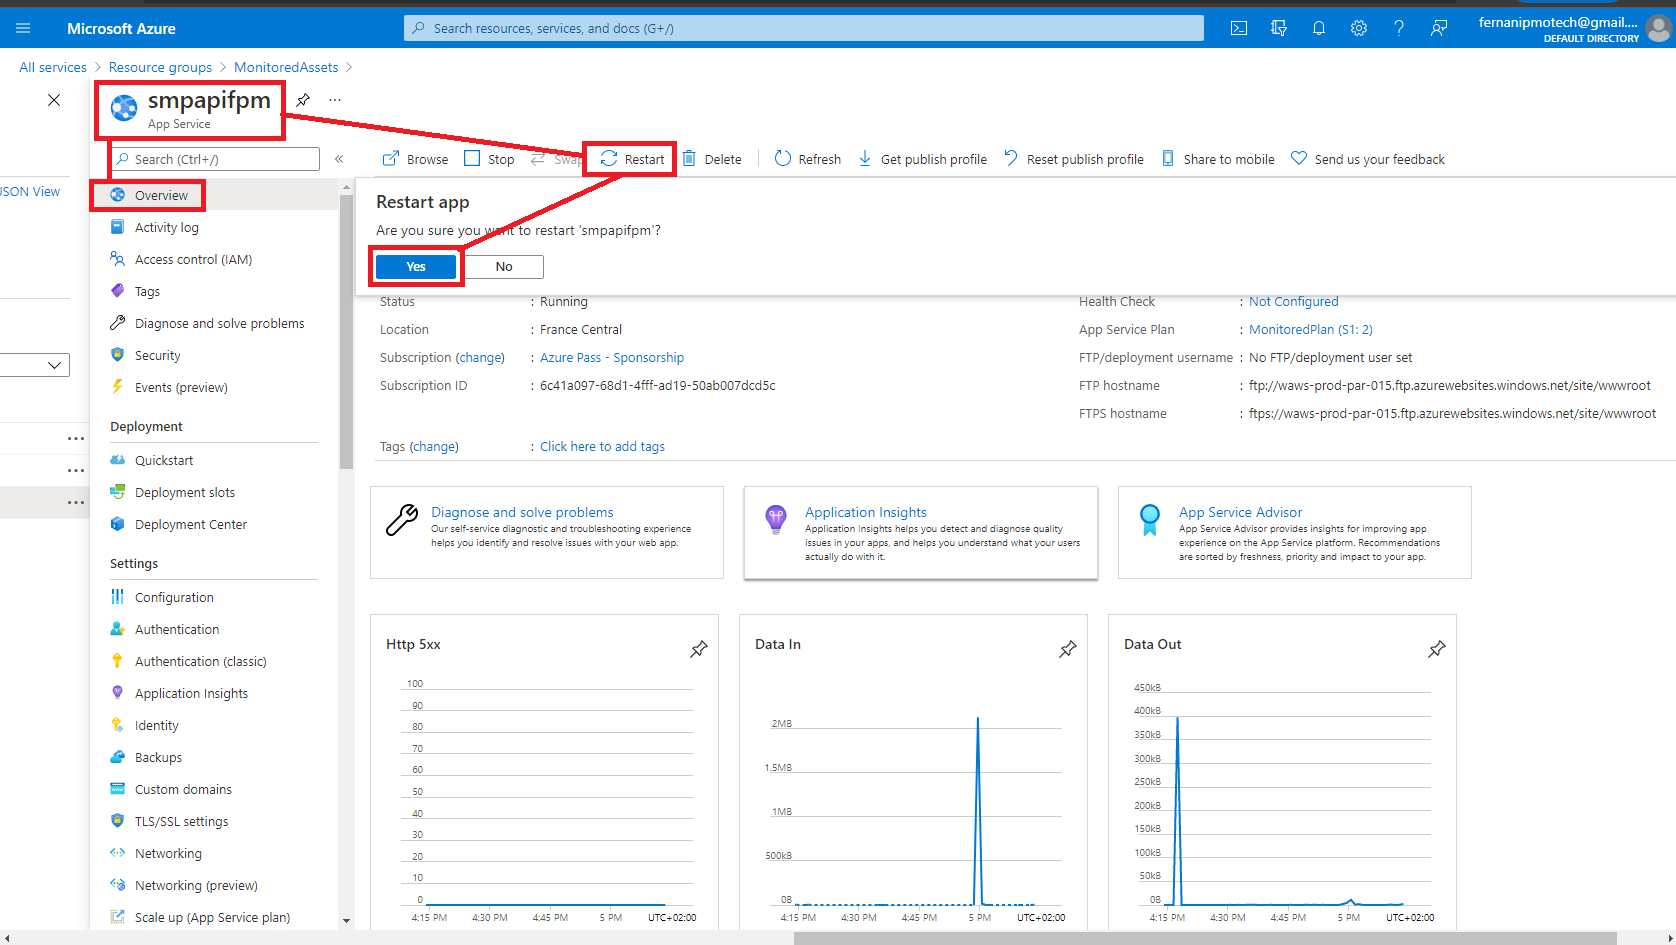 Microsoft Azure
Search resources, services, and docs (G+/)
fernanipmotech@gmail....
DEFAULT DIRECTORY
All services > Resource groups > MonitoredAssets >
smpapifpm
App Service
...
JSON View
Search (Ctrl+/)
«
Browse
Stop
Swap
Restart
Delete
Refresh
Get publish profile
Reset publish profile
Share to mobile
Send us your feedback
Overview
Activity log
Access control (IAM)
Tags
Diagnose and solve problems
Security
Events (preview)
Deployment
Quickstart
Deployment slots
Deployment Center
Settings
Configuration
Authentication
Authentication (classic)
Application Insights
Identity
Backups
Custom domains
TLS/SSL settings
Networking
Networking (preview)
Scale up (App Service plan)
Restart app
Are you sure you want to restart 'smpapifpm'?
Yes
No
Status : Running
Location : France Central
Subscription (change) : Azure Pass - Sponsorship
Subscription ID : 6c41a097-68d1-4fff-ad19-50ab007dcd5c
Tags (change) : Click here to add tags
Health Check : Not Configured
App Service Plan : MonitoredPlan (S1: 2)
FTP/deployment username : No FTP/deployment user set
FTP hostname : ftp://waws-prod-par-015.ftp.azurewebsites.windows.net/site/wwwroot
FTPS hostname : ftps://waws-prod-par-015.ftp.azurewebsites.windows.net/site/wwwroot
Diagnose and solve problems
Our self-service diagnostic and troubleshooting experience
helps you identify and resolve issues with your web app.
Application Insights
Application Insights helps you detect and diagnose quality
issues in your apps, and helps you understand what your users
actually do with it.
App Service Advisor
App Service Advisor provides insights for improving app
experience on the App Service platform. Recommendations
are sorted by freshness, priority and impact to your app.
Http 5xx
100
90
80
70
60
50
40
30
20
10
0
4:15 PM 4:30 PM 4:45 PM 5 PM UTC+02:00
Data In
2MB
1,5MB
1MB
500kB
0B
4:15 PM 4:30 PM 4:45 PM 5 PM UTC+02:00
Data Out
450kB
400kB
350kB
300kB
250kB
200kB
150kB
100kB
50kB
0B
4:15 PM 4:30 PM 4:45 PM 5 PM UTC+02:00